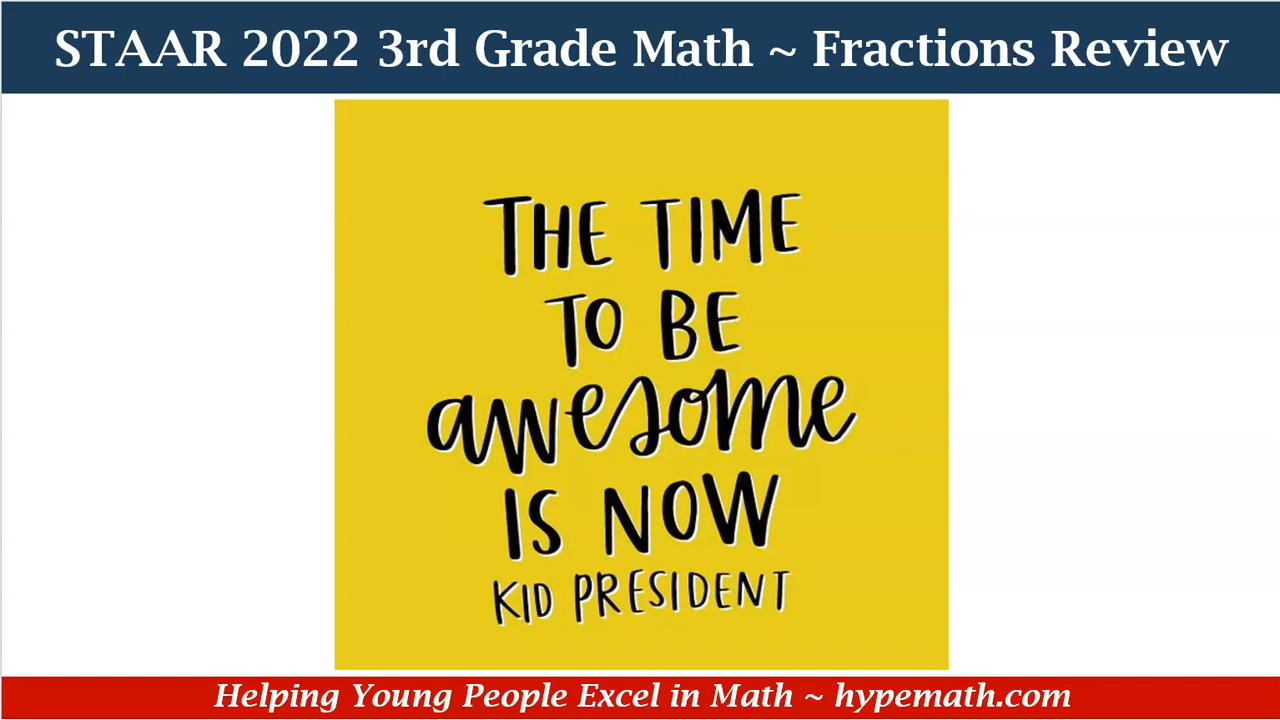 STAAR 2022 3rd Grade Math ~ Fractions Review
THE TIME
TO BE
awesome
IS NOW
KID PRESIDENT
Helping Young People Excel in Math ~ hypemath.com